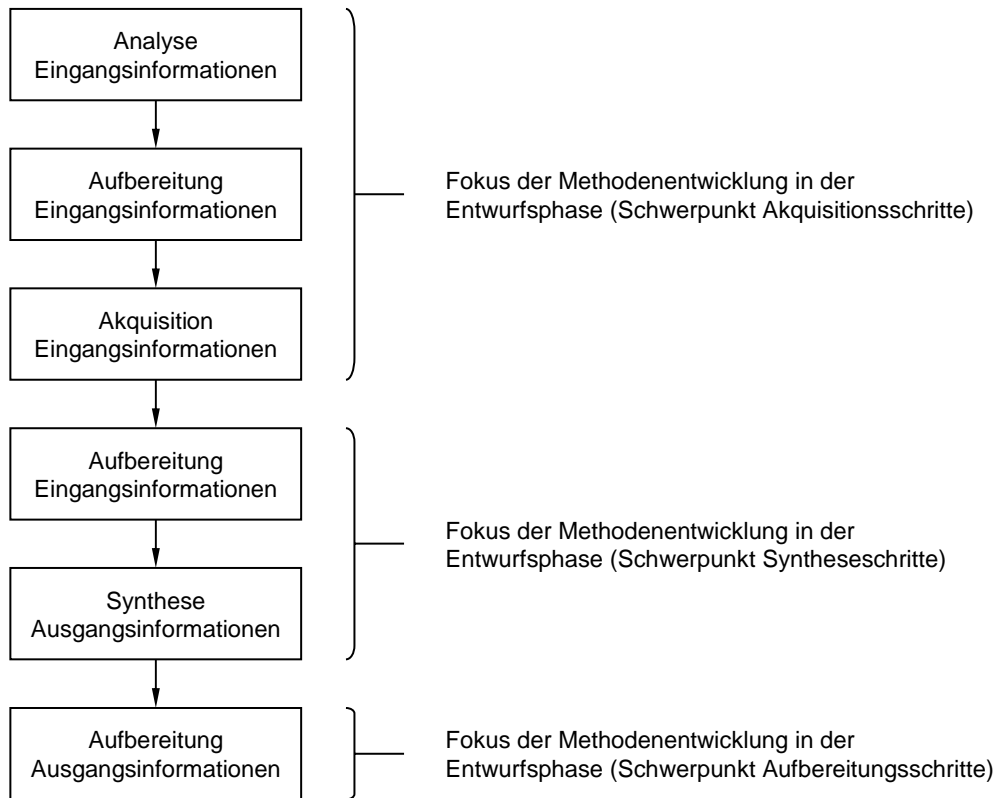 Analyse
Eingangsinformationen
Aufbereitung
Eingangsinformationen
Fokus der Methodenentwicklung in der
Entwurfsphase (Schwerpunkt Akquisitionsschritte)
Akquisition
Eingangsinformationen
Aufbereitung
Eingangsinformationen
Fokus der Methodenentwicklung in der
Entwurfsphase (Schwerpunkt Syntheseschritte)
Synthese
Ausgangsinformationen
Aufbereitung
Ausgangsinformationen
Fokus der Methodenentwicklung in der
Entwurfsphase (Schwerpunkt Aufbereitungsschritte)